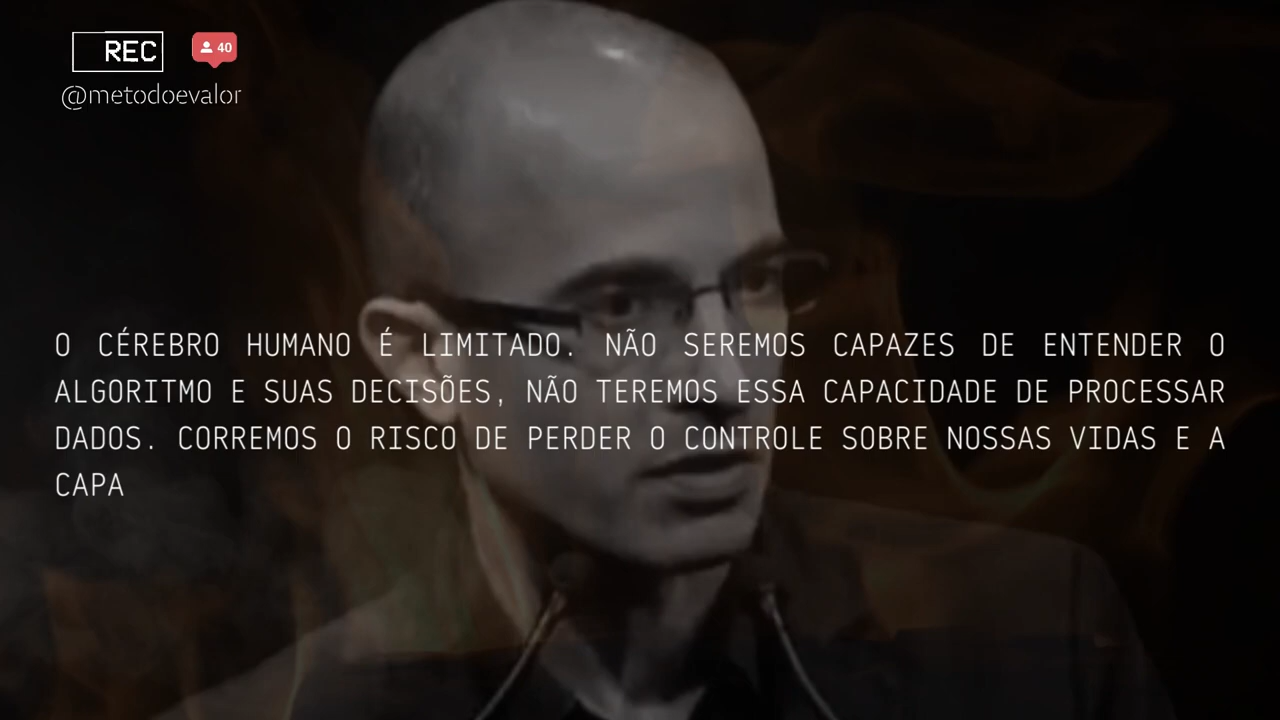 REC
40
@metodoevalor
O CÉREBRO HUMANO É LIMITADO. NÃO SEREMOS CAPAZES DE ENTENDER O
ALGORITMO E SUAS DECISÕES, NÃO TEREMOS ESSA CAPACIDADE DE PROCESSAR
DADOS. CORREMOS O RISCO DE PERDER O CONTROLE SOBRE NOSSAS VIDAS E A
CAPA